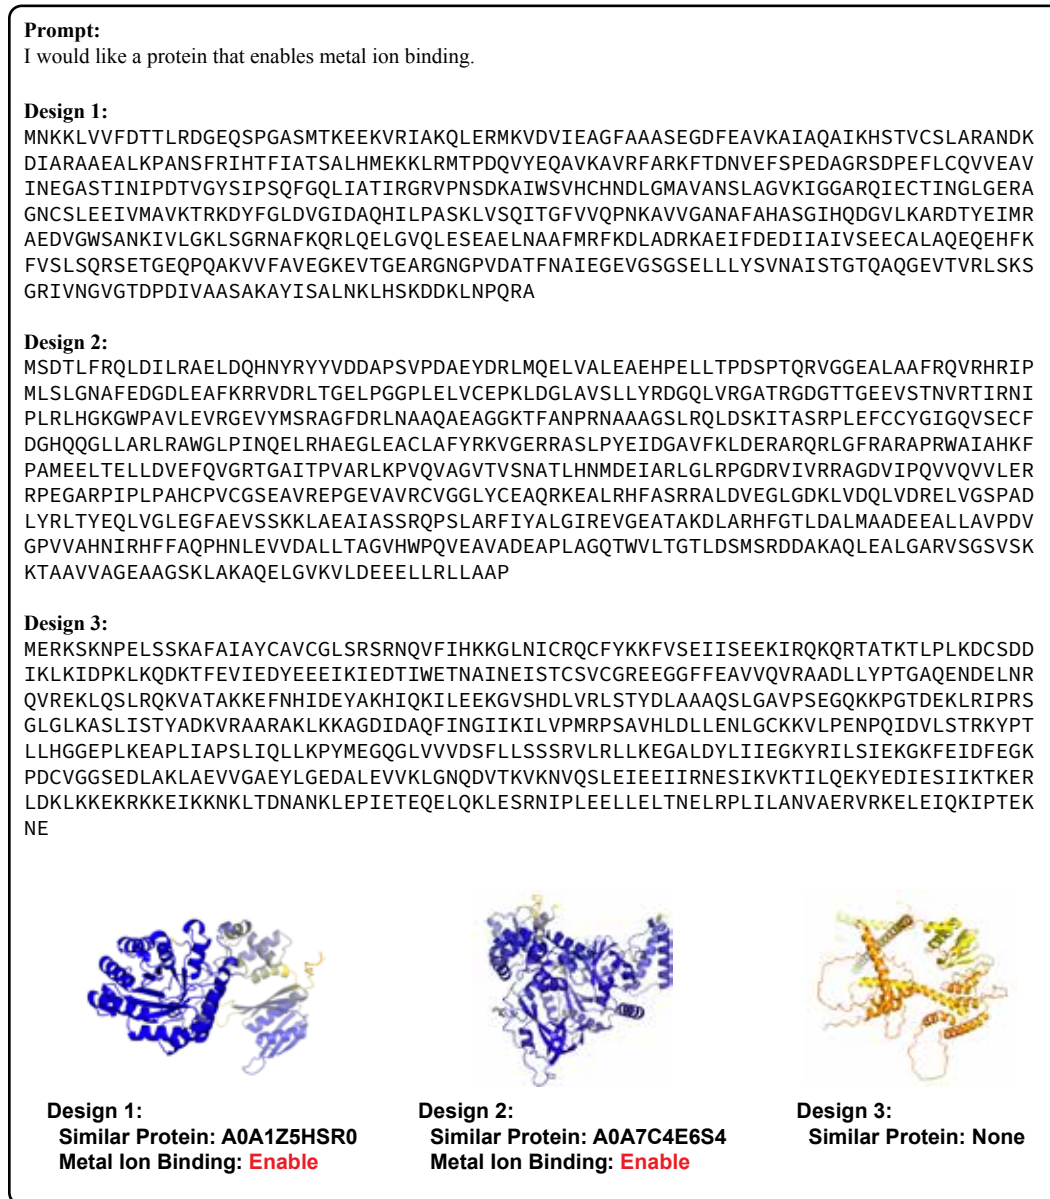 Prompt:
I would like a protein that enables metal ion binding.
Design 1:
MNKKLVVFDTTLRDGEQSPGASMTKEEKVRIAKQLERMKVDVIEAGFAAASEGDFEAVKAIAQAIKHSTVCSLARANDK
DIARAAEALKPANSFRIHTFIATSALHMEKKLRMTPDQVYEQAVKAVRFARKFTDNVEFSPEDAGRSDPEFLCQVVEAV
INEGASTINIPDTVGYSIPSQFGQLIATIRGRVPNSDKAIWSVHCHNDLGMAVANSLAGVKIGGARQIECTINGLGERA
GNCSLEEIVMAVKTRKDYFGLDVGIDAQHILPASKLVSQITGFVVQPNKAVVGANAFAHASGIHQDGVLKARDTYEIMR
AEDVGWSANKIVLGKLSGRNAFKQRLQELGVQLESEAELNAAFMRFKDLADRKAEIFDEDIIAIVSEECALAQEQEHFK
FVSLSQRSETGEQPQAKVVFAVEGKEVTGEARGNGPVDATFNAIEGEVGSGSELLLYSVNAISTGTQAQGEVTVRLSKS
GRIVNGVGTDPDIVAASAKAYISALNKLHSKDDKLNPQRA
Design 2:
MSDTLFRQLDILRAELDQHNYRYYVDDAPSVPDAEYDRLMQELVALEAEHPELLTPDSPTQRVGGEALAAFRQVRHRIP
MLSLGNAFEDGDLEAFKRRVDRLTGELPGGPLELVCEPKLDGLAVSLLYRDGQLVRGATRGDGTTGEEVSTNVRTIRNI
PLRLHGKGWPAVLEVRGEVYMSRAGFDRLNAAQAEAGGKTFANPRNAAAGSLRQLDSKITASRPLEFCCYGIGQVSECF
DGHQQGLLARLRAWGLPINQELRHAEGLEACLAFYRKVGERRASLPYEIDGAVFKLDERARQRLGFRARAPRWAIAHKF
PAMEELTELLDVEFQVGRTGAITPVARLKPVQVAGVTVSNATLHNMDEIARLGLRPGDRVIVRRAGDVIPQVVQVVLER
RPEGARPIPLPAHCPVCGSEAVREPGEVAVRCVGGLYCEAQRKEALRHFASRRALDVEGLGDKLVDQLVDRELVGSPAD
LYRLTYEQLVGLEGFAEVSSKKLAEAIASSRQPSLARFIYALGIREVGEATAKDLARHFGTLDALMAADEEALLAVPDV
GPVVAHNIRHFFAQPHNLEVVDALLTAGVHWPQVEAVADEAPLAGQTWVLTGTLDSMSRDDAKAQLEALGARVSGSVSK
KTAAVVAGEAAGSKLAKAQELGVKVLDEEELLRLLAAP
Design 3:
MERKSKNPELSSKAFAIAYCAVCGLSRSRNQVFIHKKGLNICRQCFYKKFVSEIISEEKIRQKQRTATKTLPLKDCSDD
IKLKIDPKLKQDKTFEVIEDYEEEIKIEDTIWETNAINEISTCSVCGREEGGFFEAVVQVRAADLLYPTGAQENDELNR
QVREKLQSLRQKVATAKKEFNHIDEYAKHIQKILEEKGVSHDLVRLSTYDLAAAQSLGAVPSEGQKKPGTDEKLRIPRS
GLGLKASLISTYADKVRAARAKLKKAGDIDAQFINGIIKILVPMRPSAVHLDLLENLGCKKVLPENPQIDVLSTRKYPT
LLHGGEPLKEAPLIAPSLIQLLKPYMEGQGLVVVDSFLLSSSRVLRLLKEGALDYLIIEGKYRILSIEKGKFEIDFEGK
PDCVGGSEDLAKLAEVVGAEYLGEDALEVVKLGNQDVTKVKNVQSLEIEEIIRNESIKVKTILQEKYEDIESIIKTKER
LDKLKKEKRKKEIKKNKLTDNANKLEPIETEQELQKLESRNIPLEELLELTNELRPLILANVAERVRKELEIQKIPTEK
NE
Design 1:
Similar Protein: A0A1Z5HSR0
Metal Ion Binding: Enable
Design 2:
Similar Protein: A0A7C4E6S4
Metal Ion Binding: Enable
Design 3:
Similar Protein: None